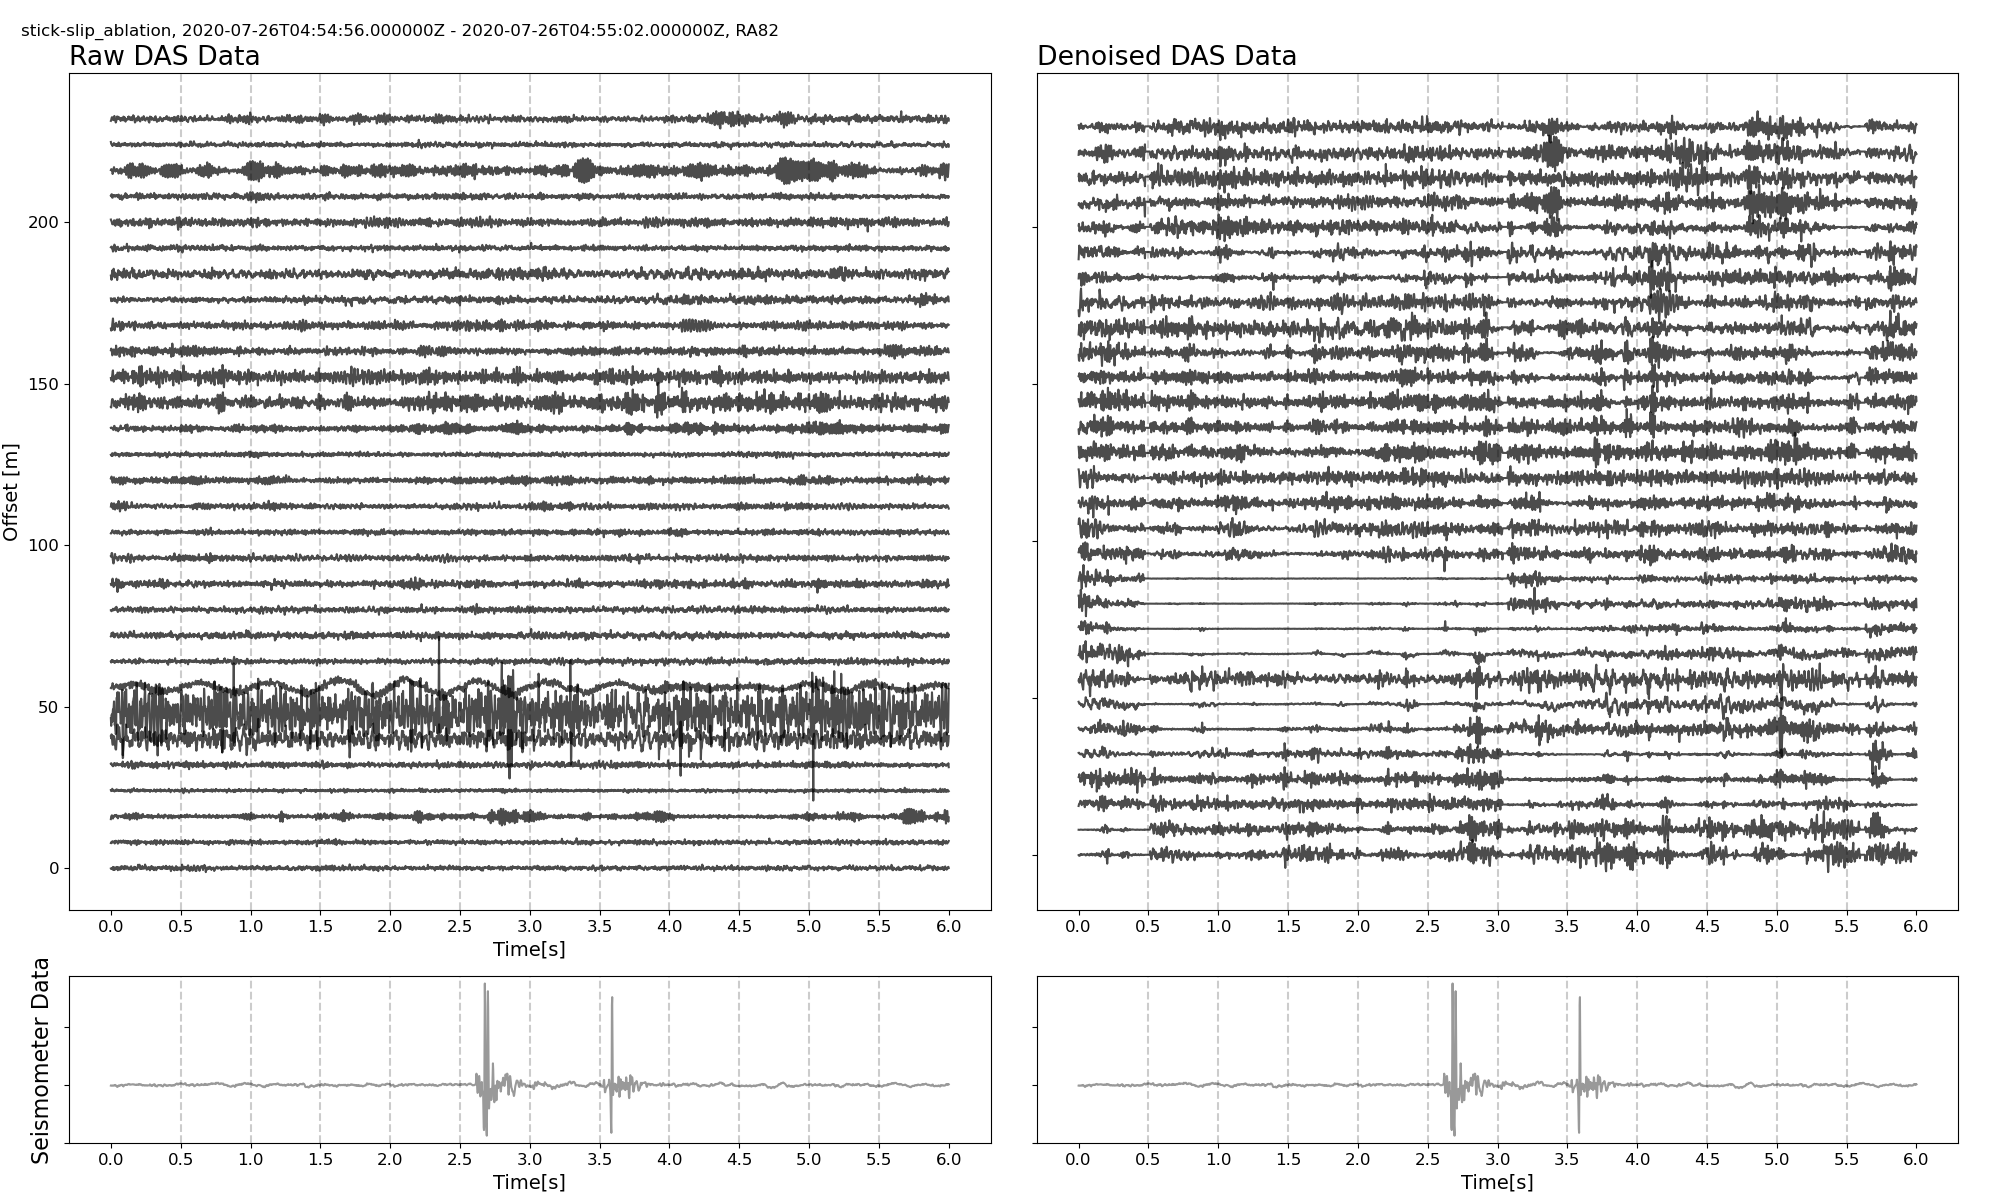 stick-slip_ablation, 2020-07-26T04:54:56.000000Z - 2020-07-26T04:55:02.000000Z, RA82
Raw DAS Data
Denoised DAS Data
Offset [m]
200
150
100
50
0
0.0 0.5 1.0 1.5 2.0 2.5 3.0 3.5 4.0 4.5 5.0 5.5 6.0
Time[s]
0.0 0.5 1.0 1.5 2.0 2.5 3.0 3.5 4.0 4.5 5.0 5.5 6.0
Seismometer Data
0.0 0.5 1.0 1.5 2.0 2.5 3.0 3.5 4.0 4.5 5.0 5.5 6.0
Time[s]
0.0 0.5 1.0 1.5 2.0 2.5 3.0 3.5 4.0 4.5 5.0 5.5 6.0
Time[s]